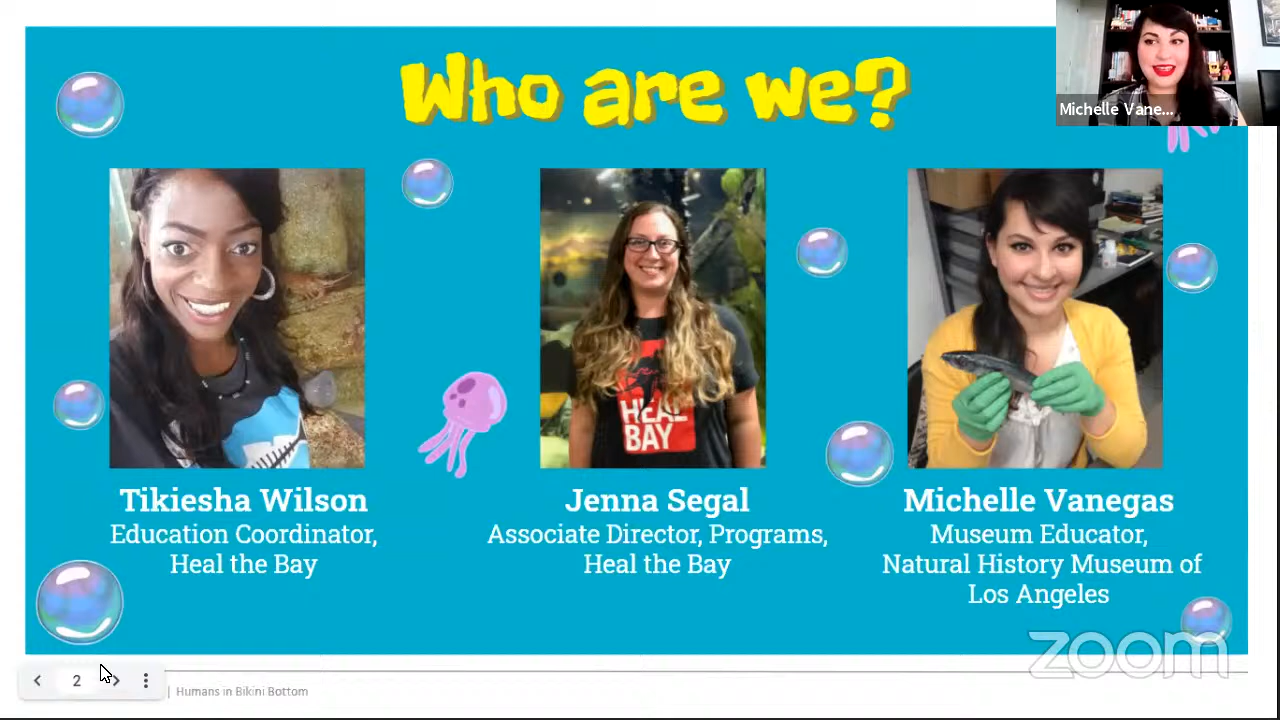 Who are we?
Michelle Vane...
HEAL
BAY
Tikiesha Wilson
Education Coordinator,
Heal the Bay
Jenna Segal
Associate Director, Programs,
Heal the Bay
Michelle Vanegas
Museum Educator,
Natural History Museum of
Los Angeles
zoom
2
| Humans in Bikini Bottom